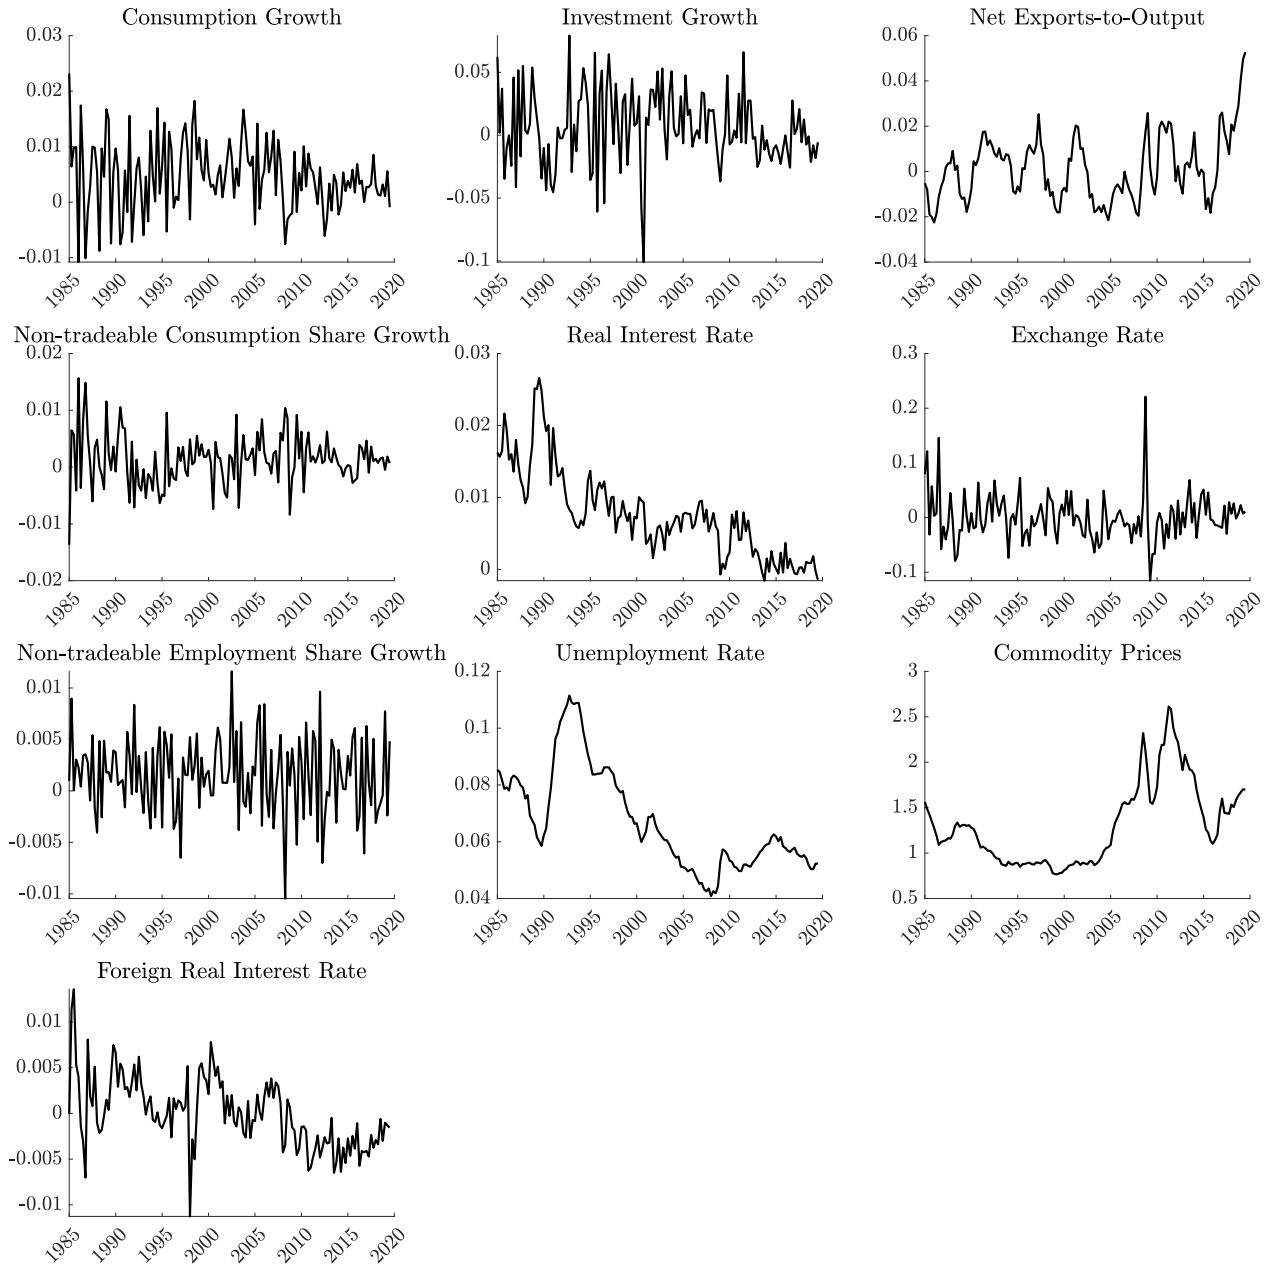 Consumption Growth
0.03
0.02
0.01
0
-0.01
1985 1990 1995 2000 2005 2010 2015 2020
Investment Growth
0.05
0
-0.05
-0.1
1985 1990 1995 2000 2005 2010 2015 2020
Net Exports-to-Output
0.06
0.04
0.02
0
-0.02
-0.04
1985 1990 1995 2000 2005 2010 2015 2020
Non-tradeable Consumption Share Growth
0.02
0.01
0
-0.01
-0.02
1985 1990 1995 2000 2005 2010 2015 2020
Real Interest Rate
0.03
0.02
0.01
0
1985 1990 1995 2000 2005 2010 2015 2020
Exchange Rate
0.3
0.2
0.1
0
-0.1
1985 1990 1995 2000 2005 2010 2015 2020
Non-tradeable Employment Share Growth
0.01
0.005
0
-0.005
-0.01
1985 1990 1995 2000 2005 2010 2015 2020
Unemployment Rate
0.12
0.1
0.08
0.06
0.04
1985 1990 1995 2000 2005 2010 2015 2020
Commodity Prices
3
2.5
2
1.5
1
0.5
1985 1990 1995 2000 2005 2010 2015 2020
Foreign Real Interest Rate
0.01
0.005
0
-0.005
-0.01
1985 1990 1995 2000 2005 2010 2015 2020